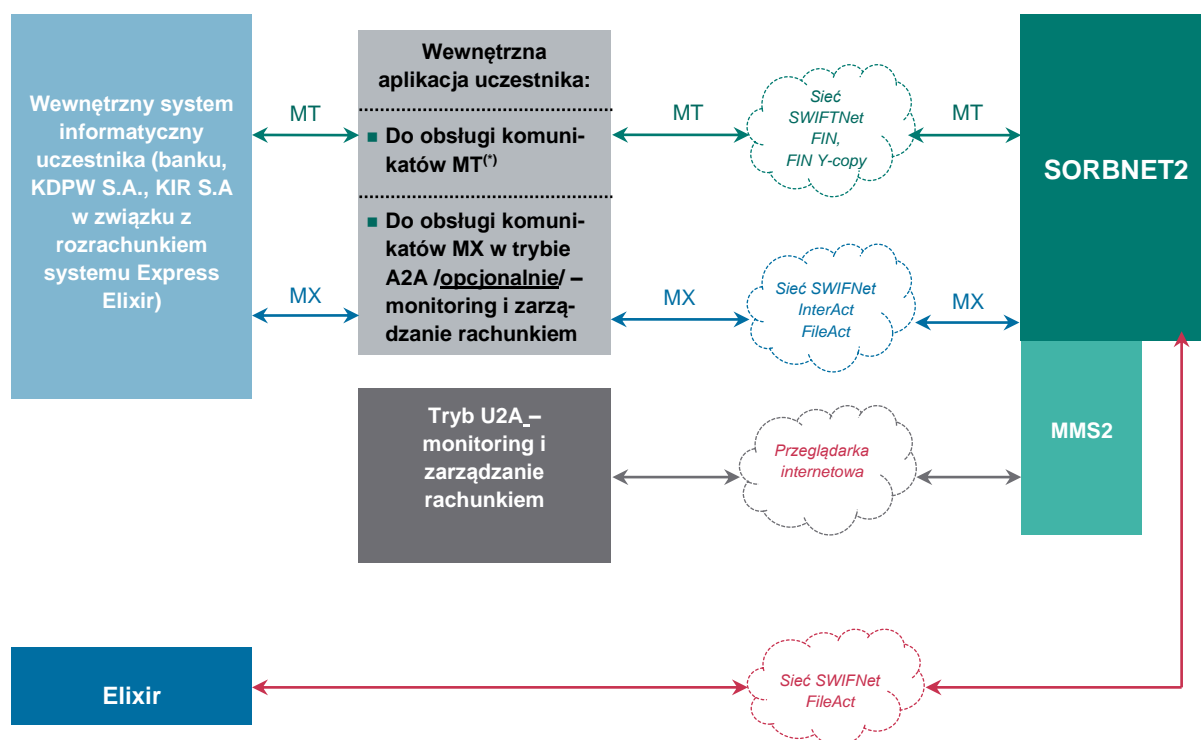 Wewnętrzny system
informatyczny
uczestnika (banku,
KDPW S.A., KIR S.A
w związku z
rozrachunkiem
systemu Express
Elixir)
MT
MX
Wewnętrzna
aplikacja uczestnika:
■ Do obsługi komuni-
katów MT(*)
■ Do obsługi komuni-
katów MX w trybie
A2A /opcjonalnie/ –
monitoring i zarzą-
dzanie rachunkiem
MT
Sieć
SWIFTNet
FIN,
FIN Y-copy
MT
MX
Sieć SWIFNet
InterAct
FileAct
MX
SORBNET2
MMS2
Tryb U2A –
monitoring i
zarządzanie
rachunkiem
Przeglądarka
internetowa
Elixir
Sieć SWIFNet
FileAct